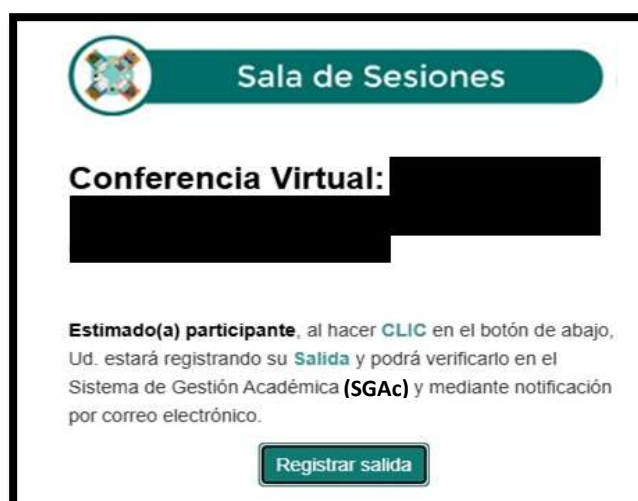 Sala de Sesiones
Conferencia Virtual:
Estimado(a) participante, al hacer CLIC en el botón de abajo,
Ud. estará registrando su Salida y podrá verificarlo en el
Sistema de Gestión Académica (SGAc) y mediante notificación
por correo electrónico.
Registrar salida